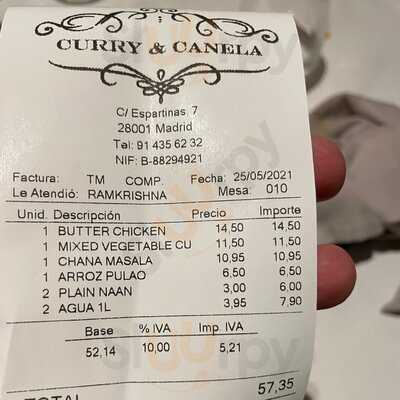 CURRY & CANELA
C/ Espartinas, 7
28001 Madrid
Tel: 91 435 62 32
NIF: B-88294921
Factura: TM COMP. Fecha: 25/05/2021
Le Atendió: RAMKRISHNA Mesa: 010
Unid. Descripción Precio Importe
1 BUTTER CHICKEN 14,50 14,50
1 MIXED VEGETABLE CU 11,50 11,50
1 CHANA MASALA 10,95 10,95
1 ARROZ PULAO 6,50 6,50
2 PLAIN NAAN 3,00 6,00
2 AGUA 1L 3,95 7,90
Base % IVA Imp. IVA
52,14 10,00 5,21
TOTAL 57,35